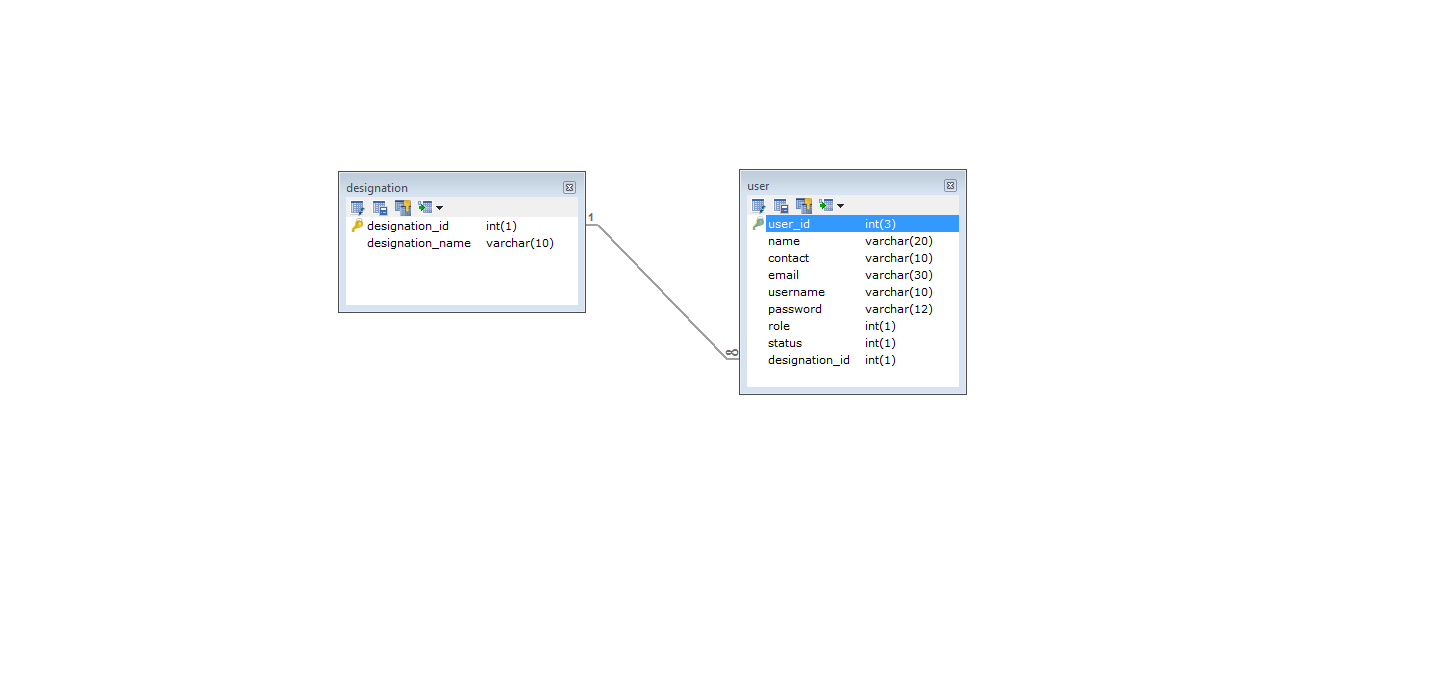 designation
designation_id int(1)
designation_name varchar(10)
1
∞
user
user_id int(3)
name varchar(20)
contact varchar(10)
email varchar(30)
username varchar(10)
password varchar(12)
role int(1)
status int(1)
designation_id int(1)